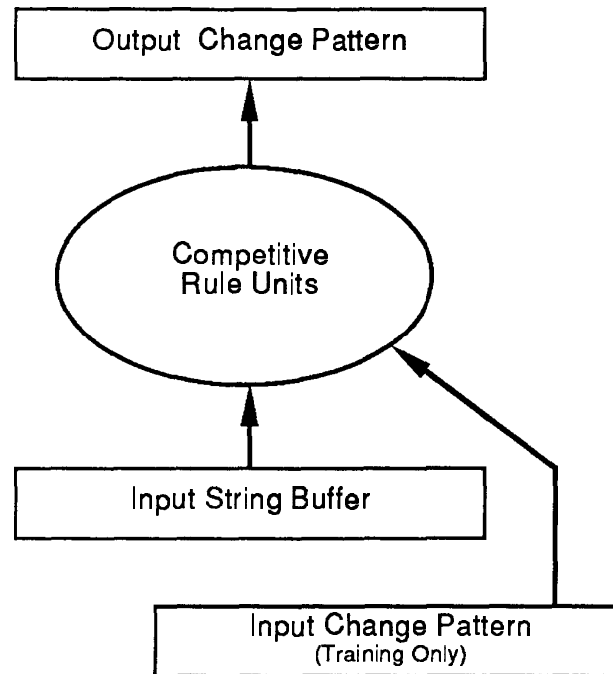 Output Change Pattern
Competitive
Rule Units
Input String Buffer
Input Change Pattern
(Training Only)